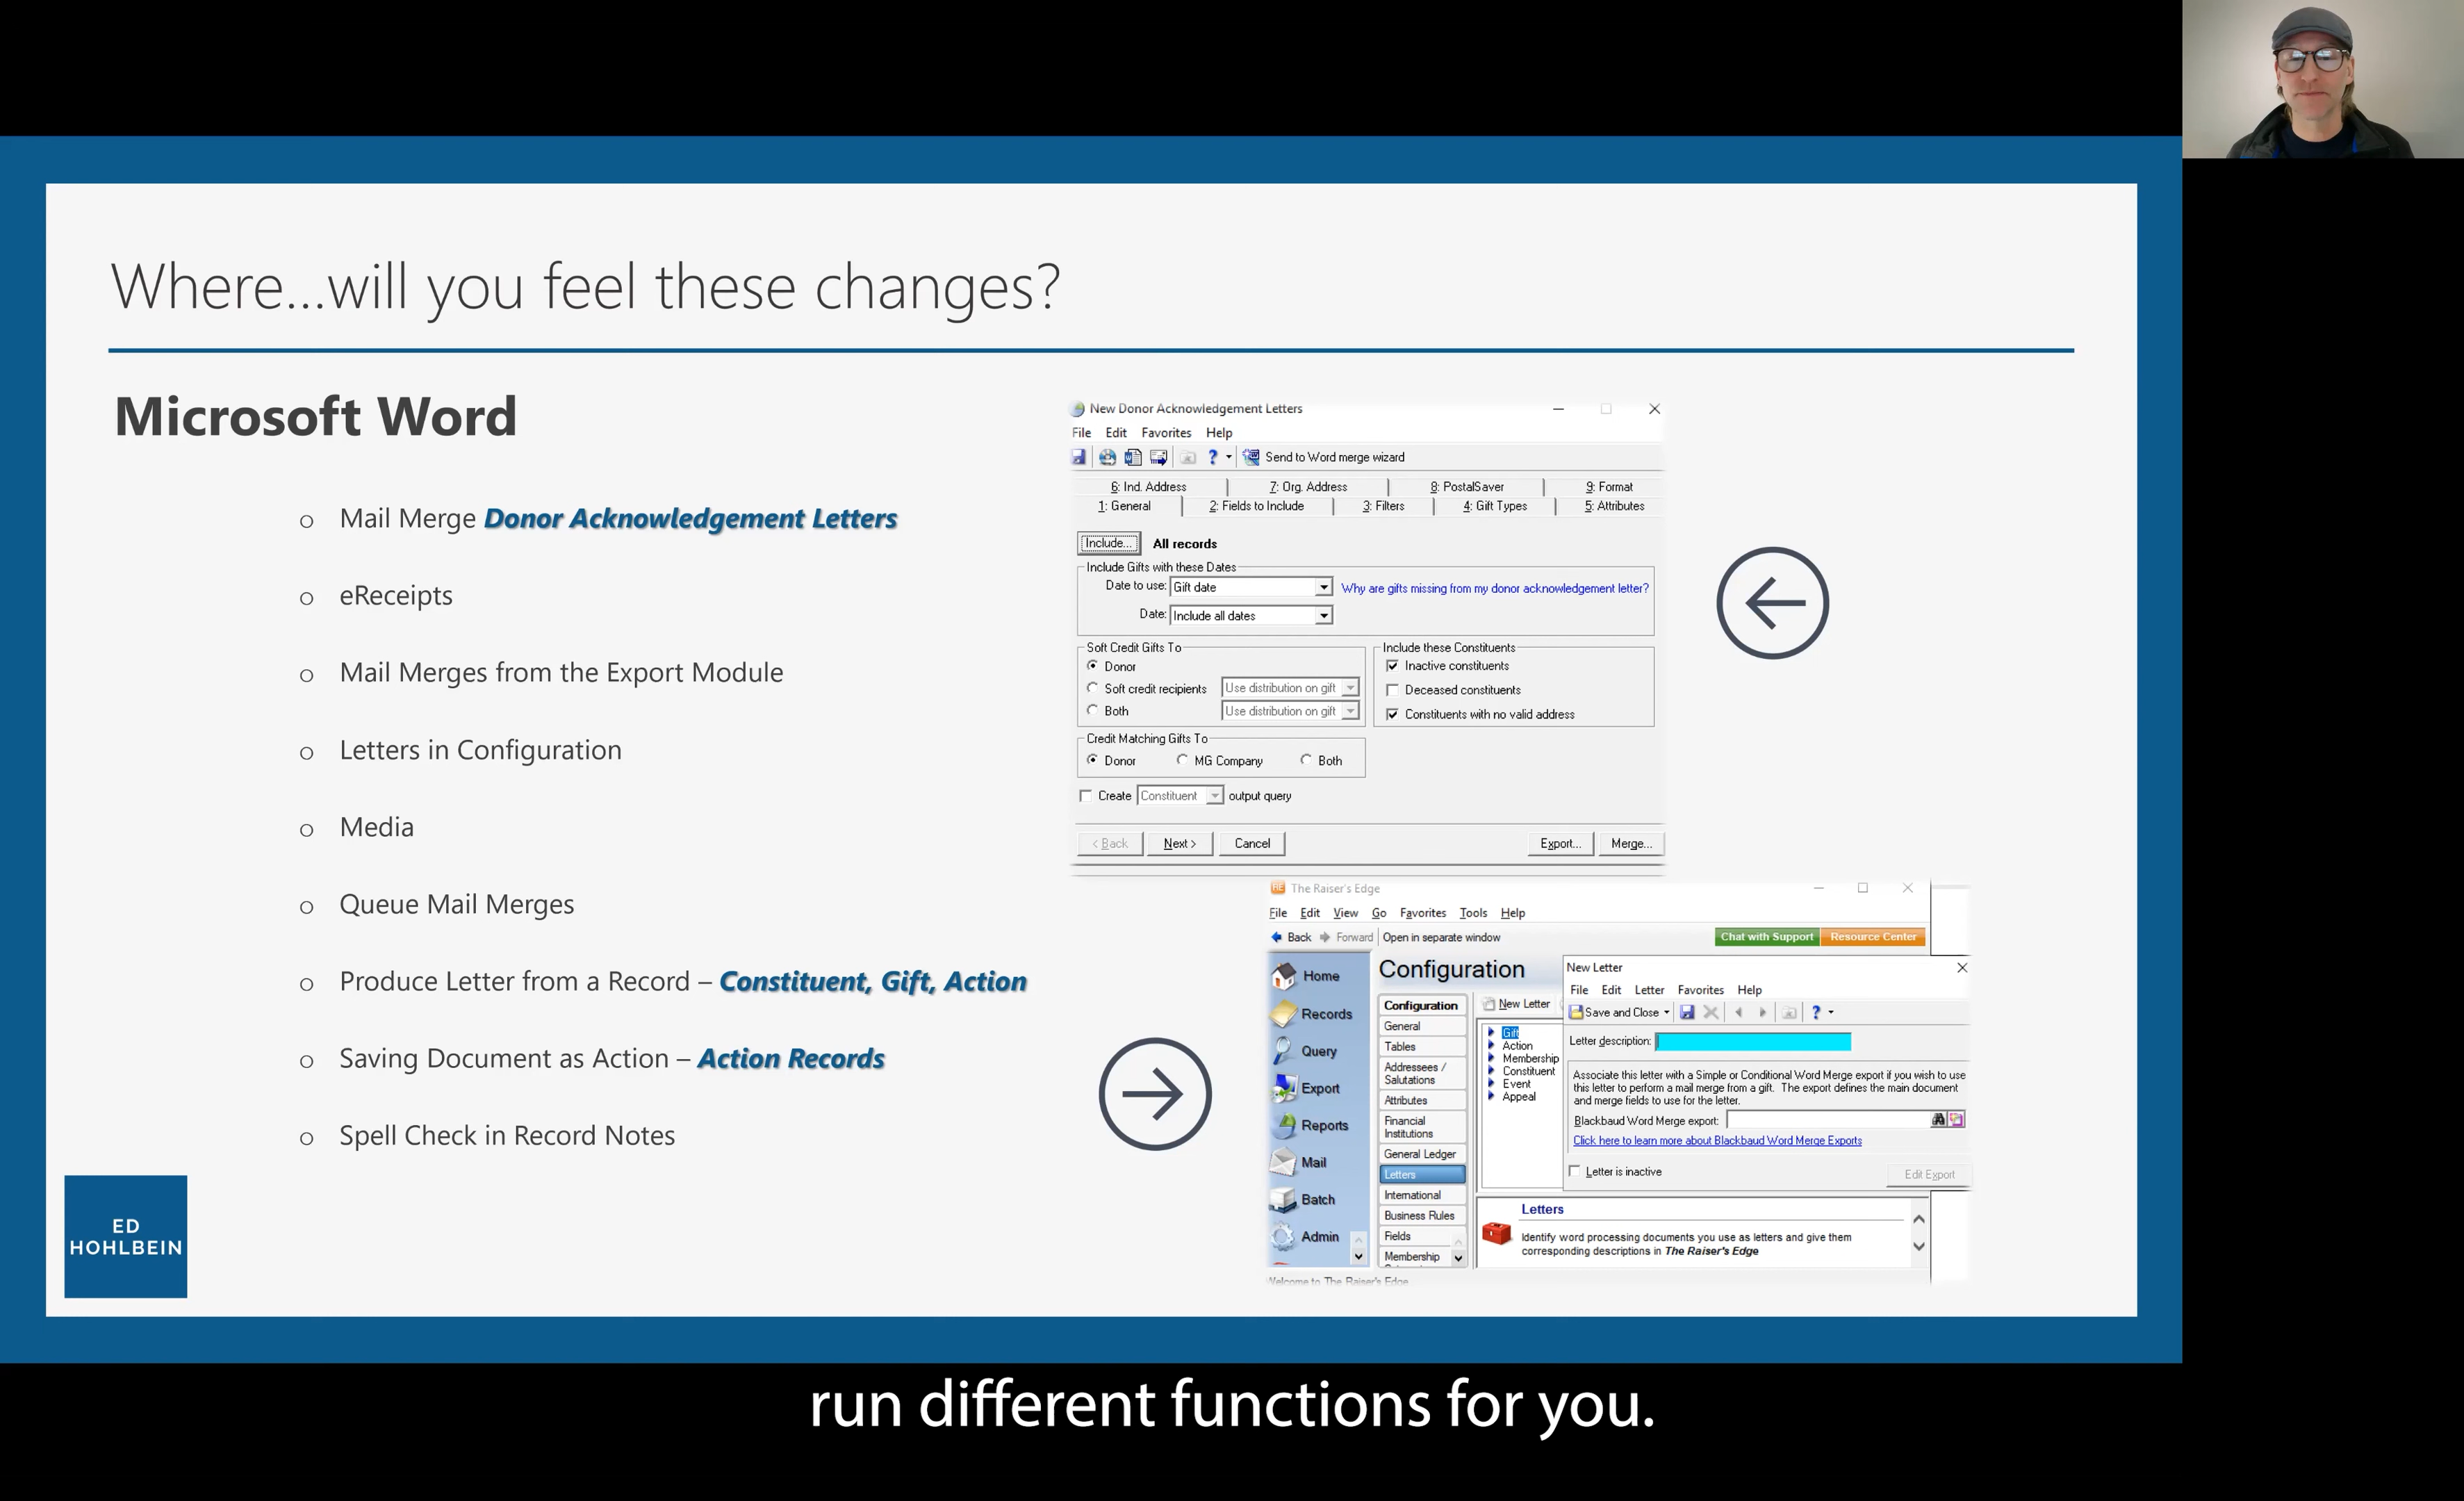 Where...will you feel these changes?
Microsoft Word
o Mail Merge Donor Acknowledgement Letters
o eReceipts
o Mail Merges from the Export Module
o Letters in Configuration
o Media
o Queue Mail Merges
o Produce Letter from a Record – Constituent, Gift, Action
o Saving Document as Action – Action Records
o Spell Check in Record Notes
ED
HOHLBEIN
New Donor Acknowledgement Letters
File Edit Favorites Help
Send to Word merge wizard
6: Ind. Address 7: Org. Address 8: PostalSaver 9: Format
1: General 2: Fields to Include 3: Filters 4: Gift Types 5: Attributes
Include... All records
Include Gifts with these Dates
Date to use: Gift date Why are gifts missing from my donor acknowledgement letter?
Date: Include all dates
Soft Credit Gifts To
Donor
Soft credit recipients Use distribution on gift
Both Use distribution on gift
Include these Constituents
Inactive constituents
Deceased constituents
Constituents with no valid address
Credit Matching Gifts To
Donor MG Company Both
Create Constituent output query
< Back Next > Cancel Export... Merge...
RE The Raiser's Edge
File Edit View Go Favorites Tools Help
Back Forward Open in separate window Chat with Support Resource Center
Home
Records
Query
Export
Reports
Mail
Batch
Admin
Configuration
Configuration
General
Tables
Addressees /
Salutations
Attributes
Financial
Institutions
General Ledger
Letters
International
Business Rules
Fields
Membership
New Letter
Gift
Action
Membership
Constituent
Event
Appeal
New Letter
File Edit Letter Favorites Help
Save and Close
Letter description:
Associate this letter with a Simple or Conditional Word Merge export if you wish to use
this letter to perform a mail merge from a gift. The export defines the main document
and merge fields to use for the letter.
Blackbaud Word Merge export:
Click here to learn more about Blackbaud Word Merge Exports
Letter is inactive Edit Export
Letters
Identify word processing documents you use as letters and give them
corresponding descriptions in The Raiser's Edge
Welcome to The Raiser's Edge
run different functions for you.